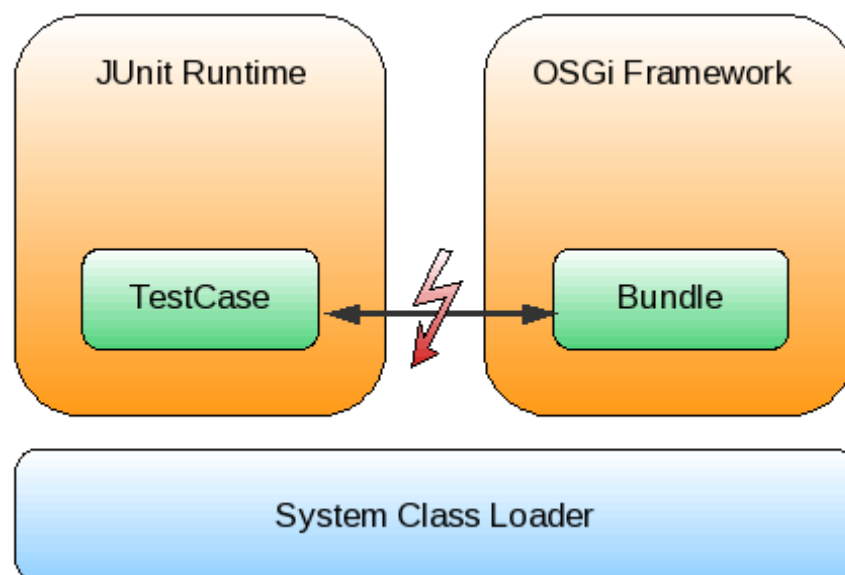 JUnit Runtime
OSGi Framework
TestCase
Bundle
System Class Loader